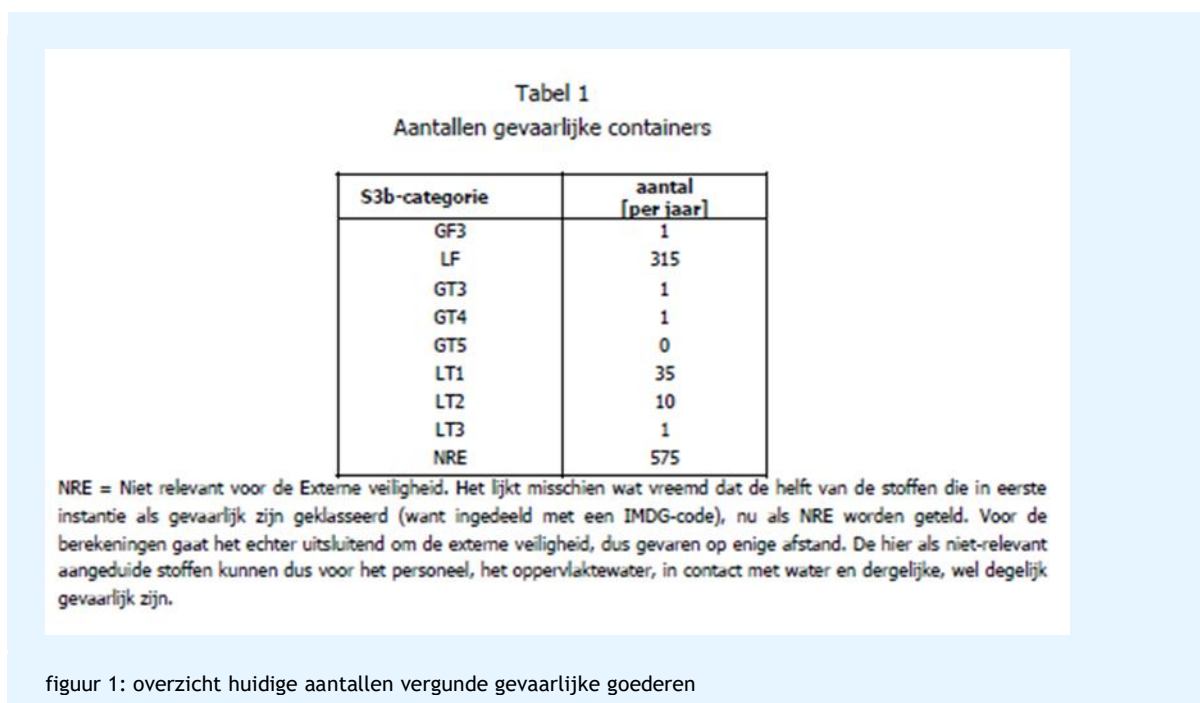 Tabel 1
Aantallen gevaarlijke containers
S3b-categorie aantal
[per jaar]
GF3 1
LF 315
GT3 1
GT4 1
GT5 0
LT1 35
LT2 10
LT3 1
NRE 575
NRE = Niet relevant voor de Externe veiligheid. Het lijkt misschien wat vreemd dat de helft van de stoffen die in eerste
instantie als gevaarlijk zijn geklasseerd (want ingedeeld met een IMDG-code), nu als NRE worden geteld. Voor de
berekeningen gaat het echter uitsluitend om de externe veiligheid, dus gevaren op enige afstand. De hier als niet-relevant
aangeduide stoffen kunnen dus voor het personeel, het oppervlaktewater, in contact met water en dergelijke, wel degelijk
gevaarlijk zijn.
figuur 1: overzicht huidige aantallen vergunde gevaarlijke goederen